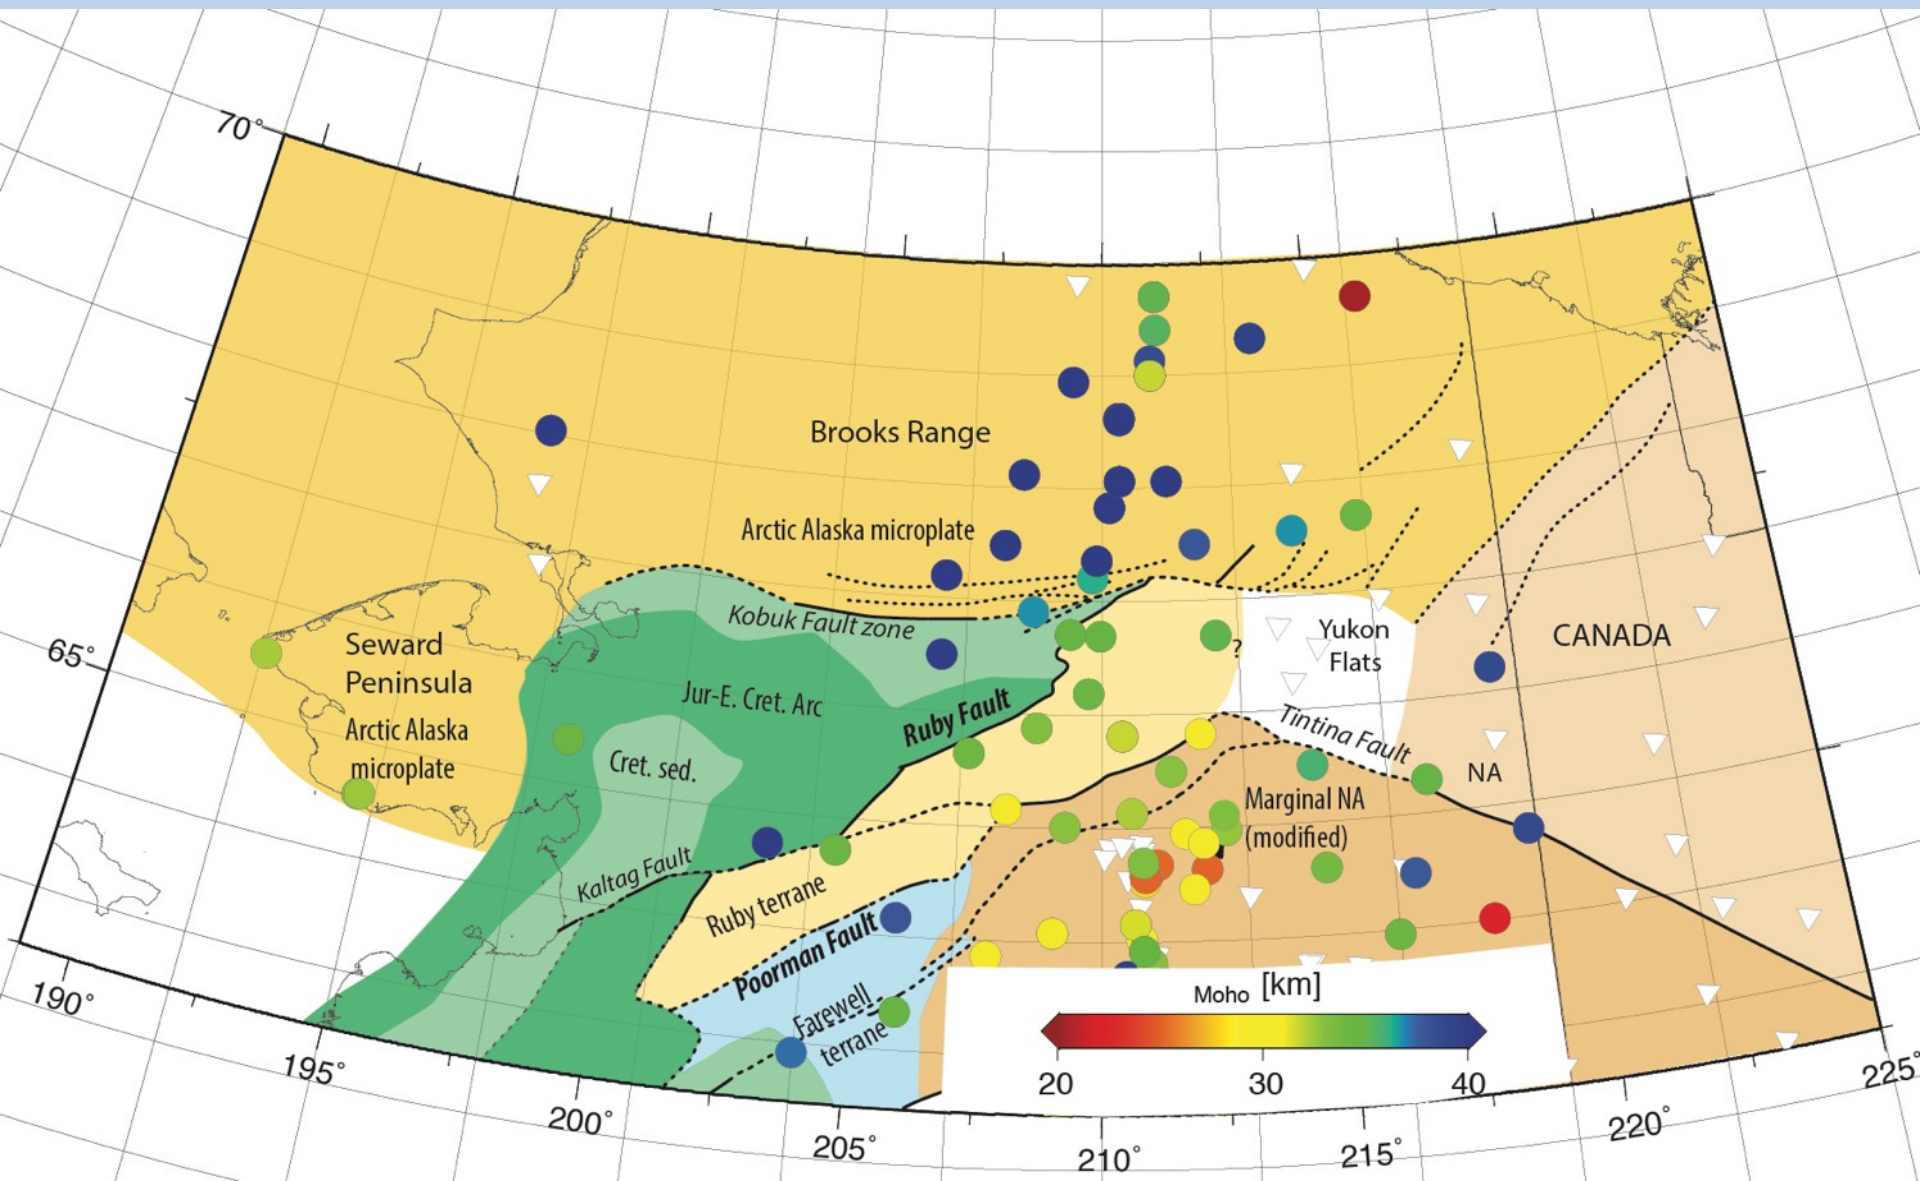 70°
Brooks Range
Arctic Alaska microplate
Kobuk Fault zone
Seward
Peninsula
Arctic Alaska
microplate
65°
Yukon
Flats
?
CANADA
Jur-E. Cret. Arc
Ruby Fault
Tintina Fault
Cret. sed.
NA
Marginal NA
(modified)
Kaltag Fault
Ruby terrane
Poorman Fault
Farewell
terrane
Moho [km]
20 30 40
190°
195°
200°
205°
210°
215°
220°
225°